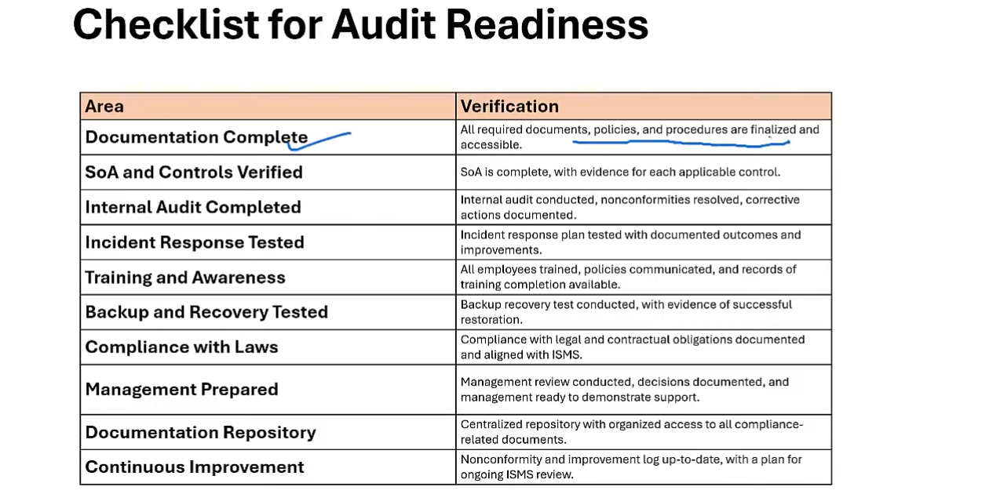 Checklist for Audit Readiness
Area
Verification
Documentation Complete
All required documents, policies, and procedures are finalized and
accessible.
SoA and Controls Verified
SoA is complete, with evidence for each applicable control.
Internal Audit Completed
Internal audit conducted, nonconformities resolved, corrective
actions documented.
Incident Response Tested
Incident response plan tested with documented outcomes and
improvements.
Training and Awareness
All employees trained, policies communicated, and records of
training completion available.
Backup and Recovery Tested
Backup recovery test conducted, with evidence of successful
restoration.
Compliance with Laws
Compliance with legal and contractual obligations documented
and aligned with ISMS.
Management Prepared
Management review conducted, decisions documented, and
management ready to demonstrate support.
Documentation Repository
Centralized repository with organized access to all compliance-
related documents.
Continuous Improvement
Nonconformity and improvement log up-to-date, with a plan for
ongoing ISMS review.